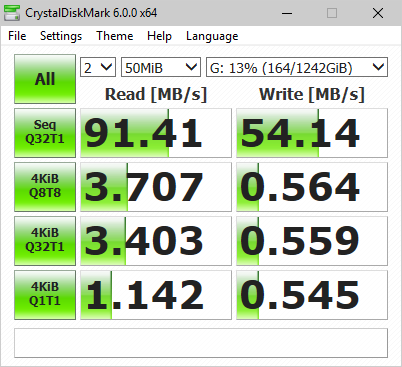 CrystalDiskMark 6.0.0 x64
File Settings Theme Help Language
All 2 50MiB G: 13% (164/1242GiB)
Read [MB/s] Write [MB/s]
Seq
Q32T1 91.41 54.14
4KiB
Q8T8 3.707 0.564
4KiB
Q32T1 3.403 0.559
4KiB
Q1T1 1.142 0.545